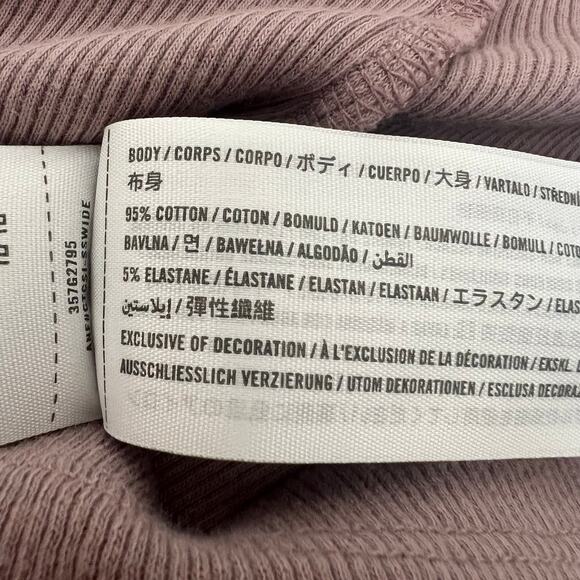 BODY / CORPS / CORPO / ボディ / CUERPO / 大身 / VARTALO / STŘEDNÍ
布身
95% COTTON / COTON / BOMULD / KATOEN / BAUMWOLLE / BOMULL / COTO
BAVLNA / 면 / BAWEŁNA / ALGODÃO / القطن
5% ELASTANE / ÉLASTANE / ELASTAN / ELASTAAN / エラスタン / ELAS
إيلاستين / 彈性纖維
EXCLUSIVE OF DECORATION / À L'EXCLUSION DE LA DÉCORATION / EKSKL. D
AUSSCHLIESSLICH VERZIERUNG / UTOM DEKORATIONEN / ESCLUSA DECORAZ
357G2795